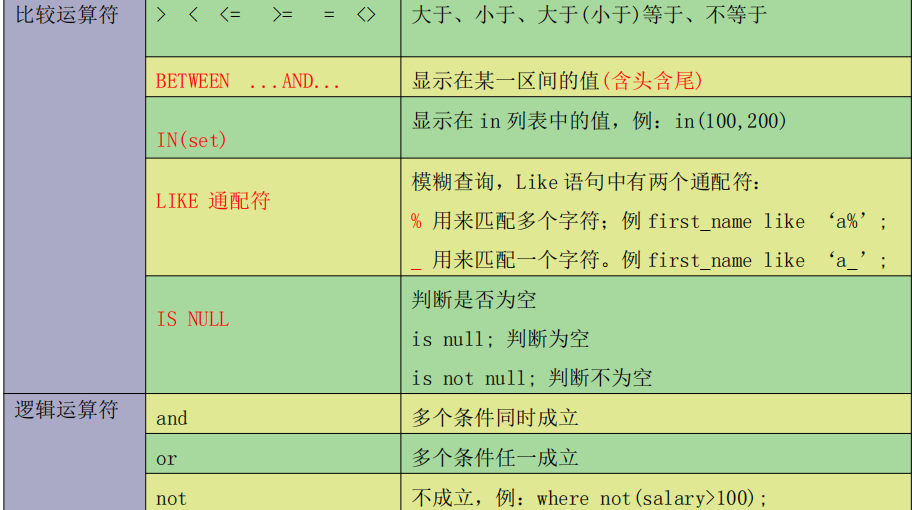 比较运算符
> < <= >= = <>
大于、小于、大于(小于)等于、不等于
BETWEEN ...AND...
显示在某一区间的值(含头含尾)
IN(set)
显示在 in 列表中的值，例：in(100,200)
LIKE 通配符
模糊查询，Like 语句中有两个通配符：
% 用来匹配多个字符；例 first_name like ‘a%’;
_ 用来匹配一个字符。例 first_name like ‘a_’;
IS NULL
判断是否为空
is null; 判断为空
is not null; 判断不为空
逻辑运算符
and
多个条件同时成立
or
多个条件任一成立
not
不成立，例：where not(salary>100);